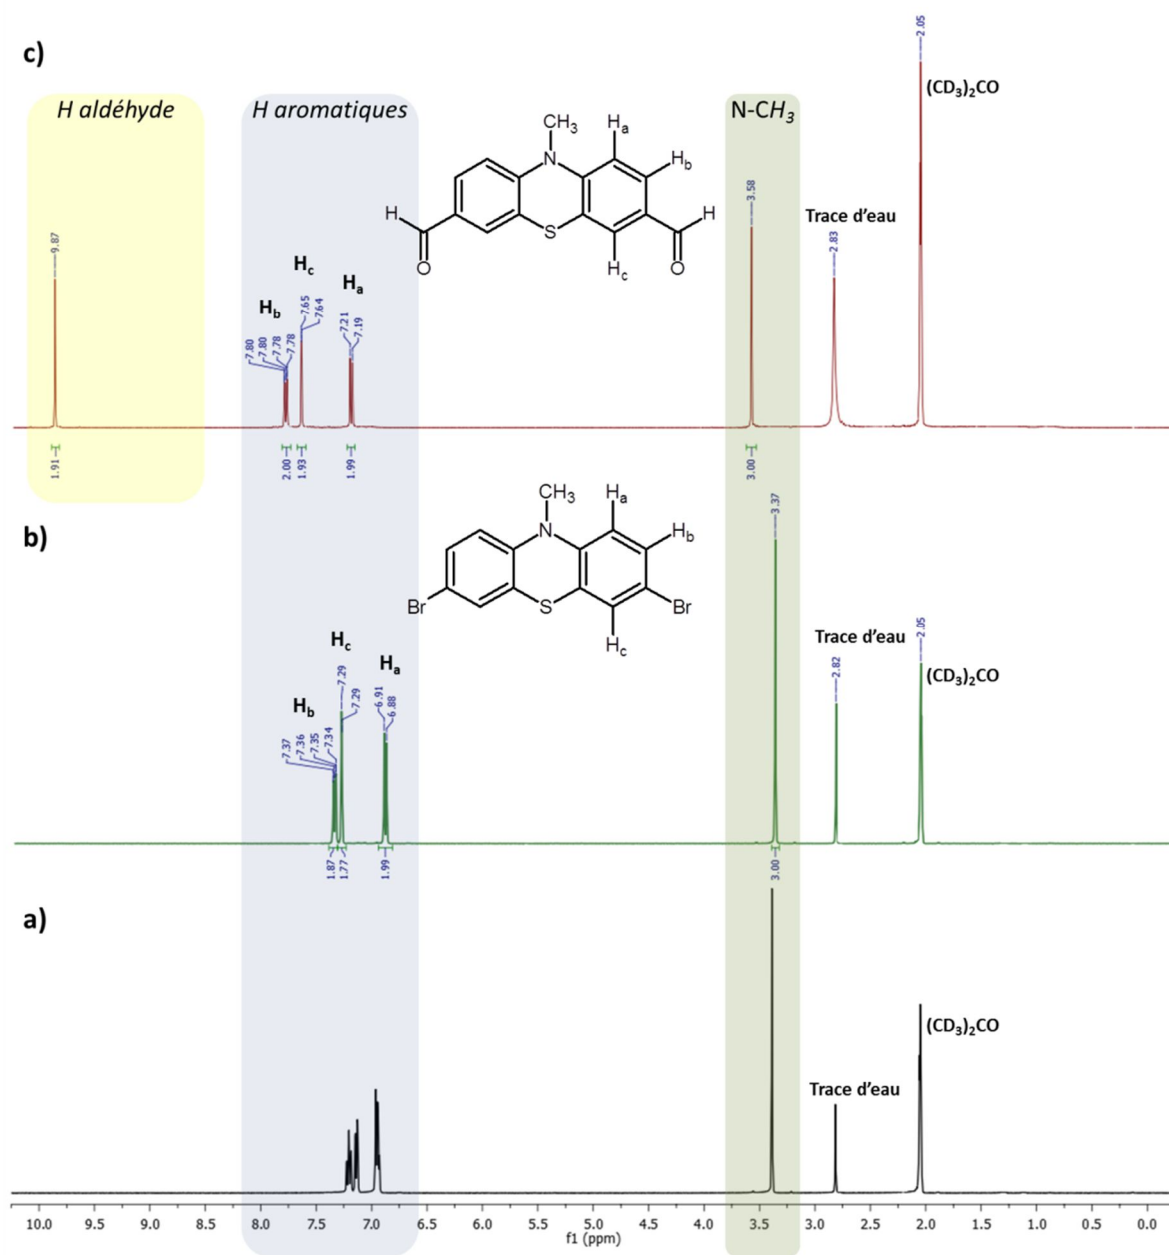 c)
H aldéhyde
H aromatiques
N-CH3
2.05
(CD3)2CO
CH3
N
Ha
Hb
H
O
S
Hc
O
H
9.87
Hb
7.80
7.80
7.78
7.78
Hc
7.65
7.64
Ha
7.21
7.19
3.58
Trace d'eau
2.83
1.91
2.00
1.93
1.99
3.00
b)
CH3
N
Ha
Hb
Br
S
Br
Hc
3.37
Hb
7.37
7.36
7.35
7.34
Hc
7.29
7.29
Ha
6.91
6.88
Trace d'eau
2.82
2.05
(CD3)2CO
1.87
1.77
1.99
3.00
a)
(CD3)2CO
Trace d'eau
10.0 9.5 9.0 8.5 8.0 7.5 7.0 6.5 6.0 5.5 5.0 4.5 4.0 3.5 3.0 2.5 2.0 1.5 1.0 0.5 0.0
f1 (ppm)